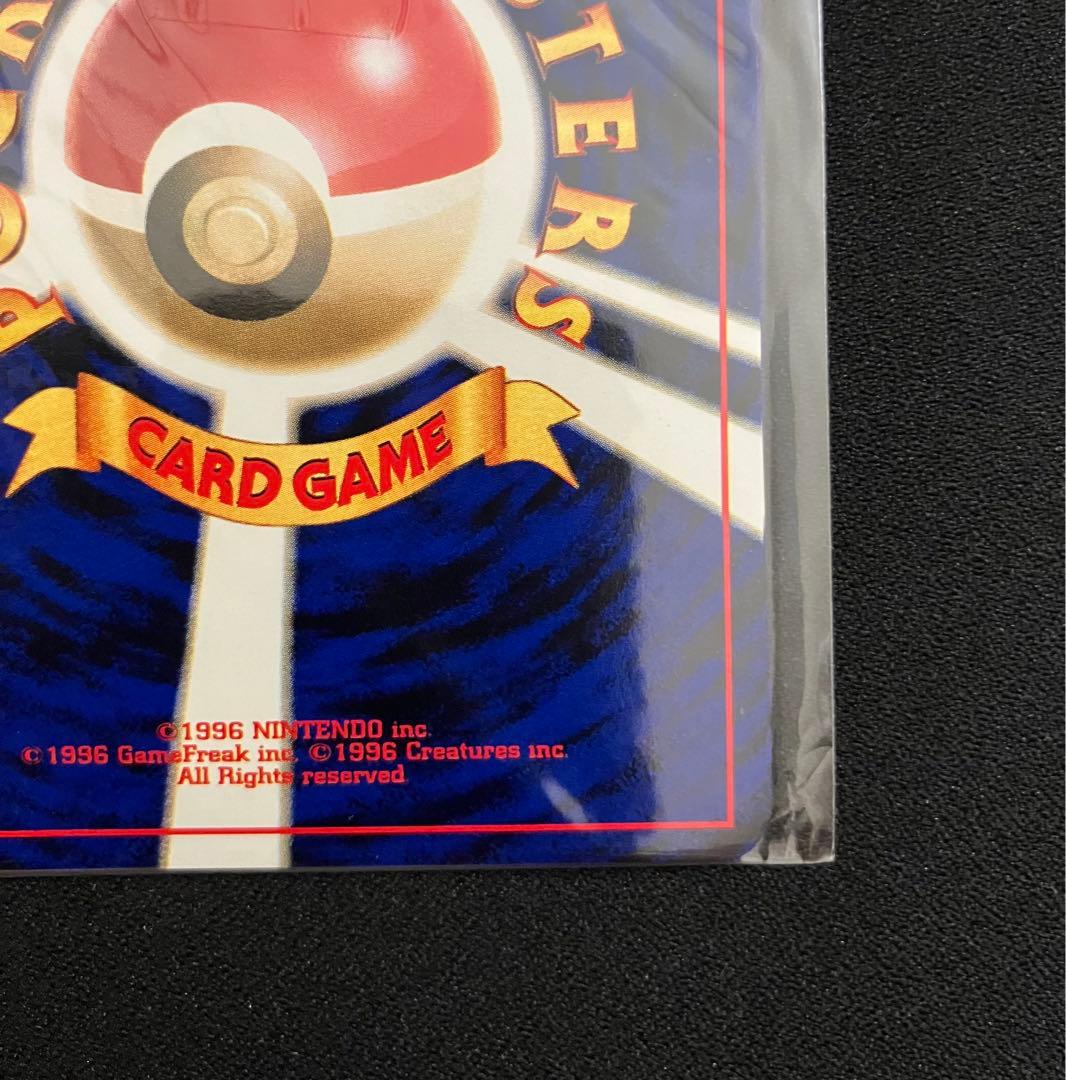 TERS
CARD GAME
©1996 NINTENDO inc.
©1996 GameFreak inc. ©1996 Creatures inc.
All Rights reserved.